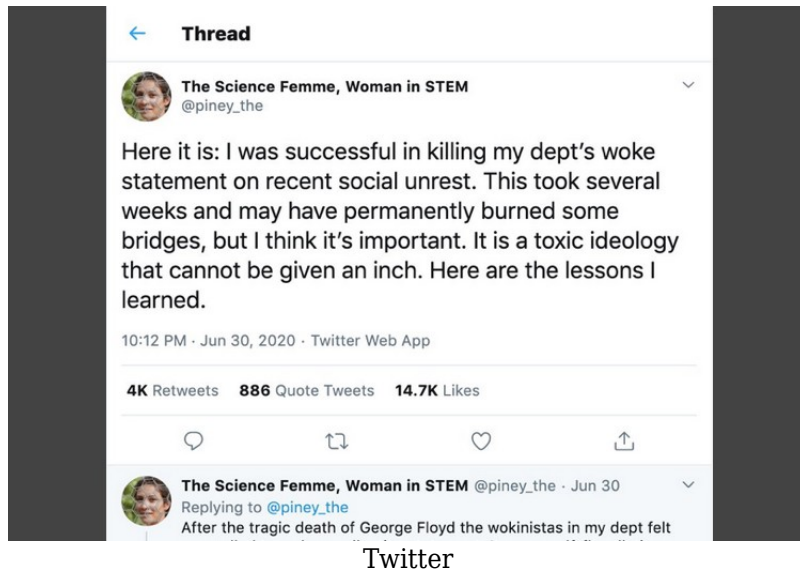 Thread
The Science Femme, Woman in STEM
@piney_the
Here it is: I was successful in killing my dept's woke
statement on recent social unrest. This took several
weeks and may have permanently burned some
bridges, but I think it's important. It is a toxic ideology
that cannot be given an inch. Here are the lessons I
learned.
10:12 PM · Jun 30, 2020 · Twitter Web App
4K Retweets 886 Quote Tweets 14.7K Likes
The Science Femme, Woman in STEM @piney_the · Jun 30
Replying to @piney_the
After the tragic death of George Floyd the wokinistas in my dept felt
Twitter